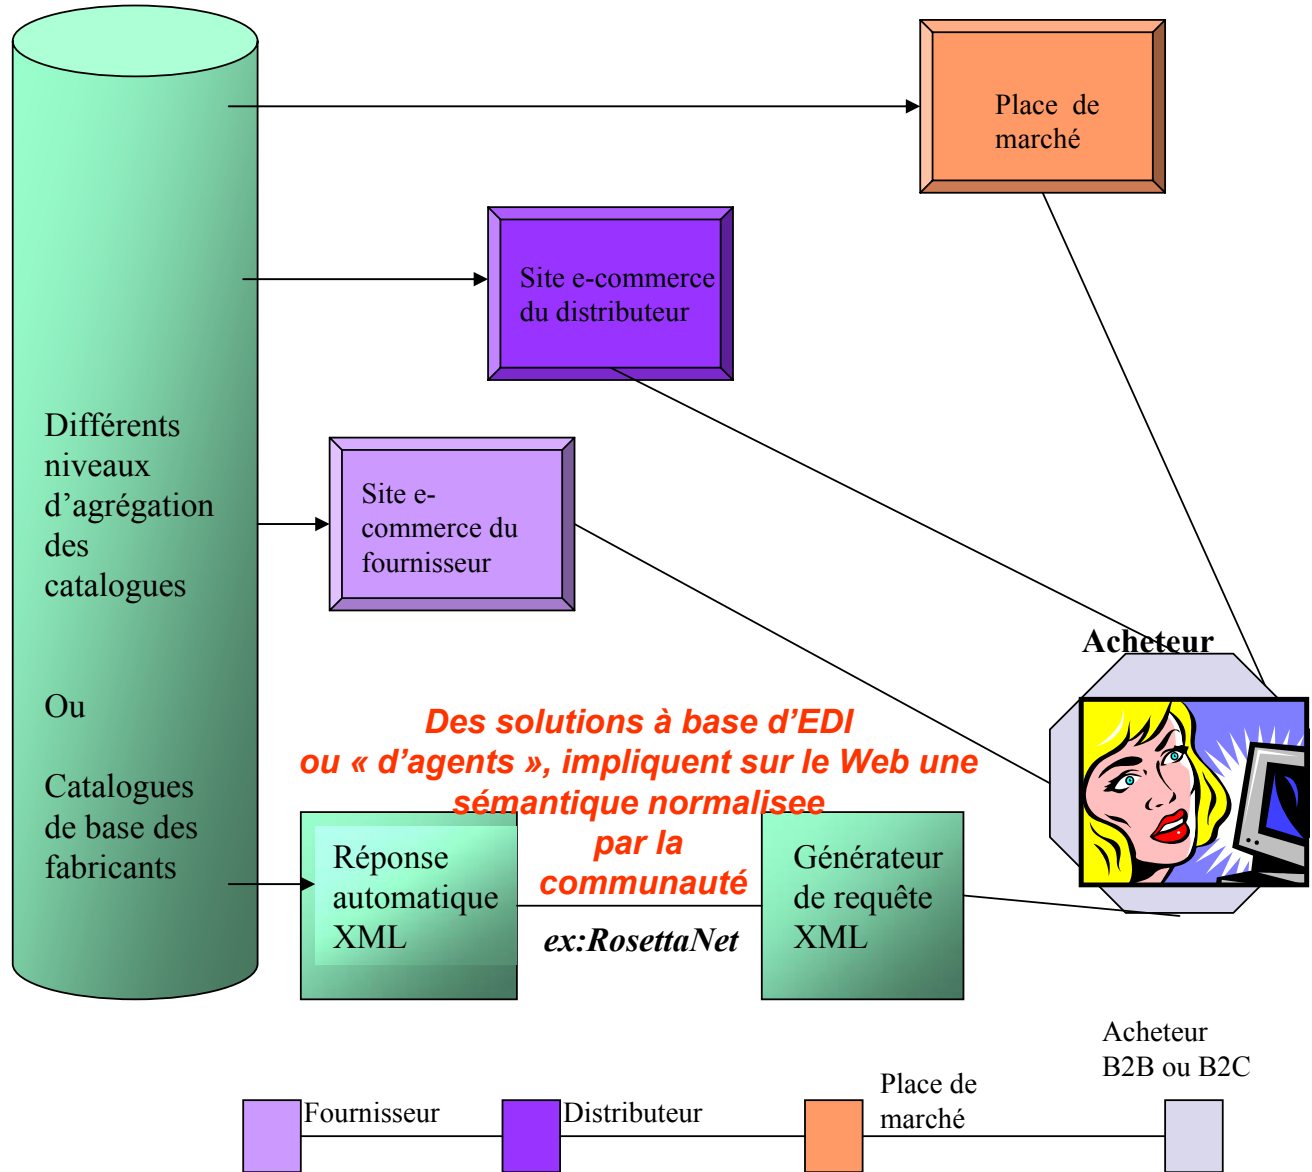 Place de
marché
Site e-commerce
du distributeur
Différents
niveaux
d’agrégation
des
catalogues
Ou
Catalogues
de base des
fabricants
Site e-
commerce du
fournisseur
Acheteur
Des solutions à base d’EDI
ou « d’agents », impliquent sur le Web une
sémantique normalisee
par la
communauté
ex:RosettaNet
Réponse
automatique
XML
Générateur
de requête
XML
Fournisseur
Distributeur
Place de
marché
Acheteur
B2B ou B2C